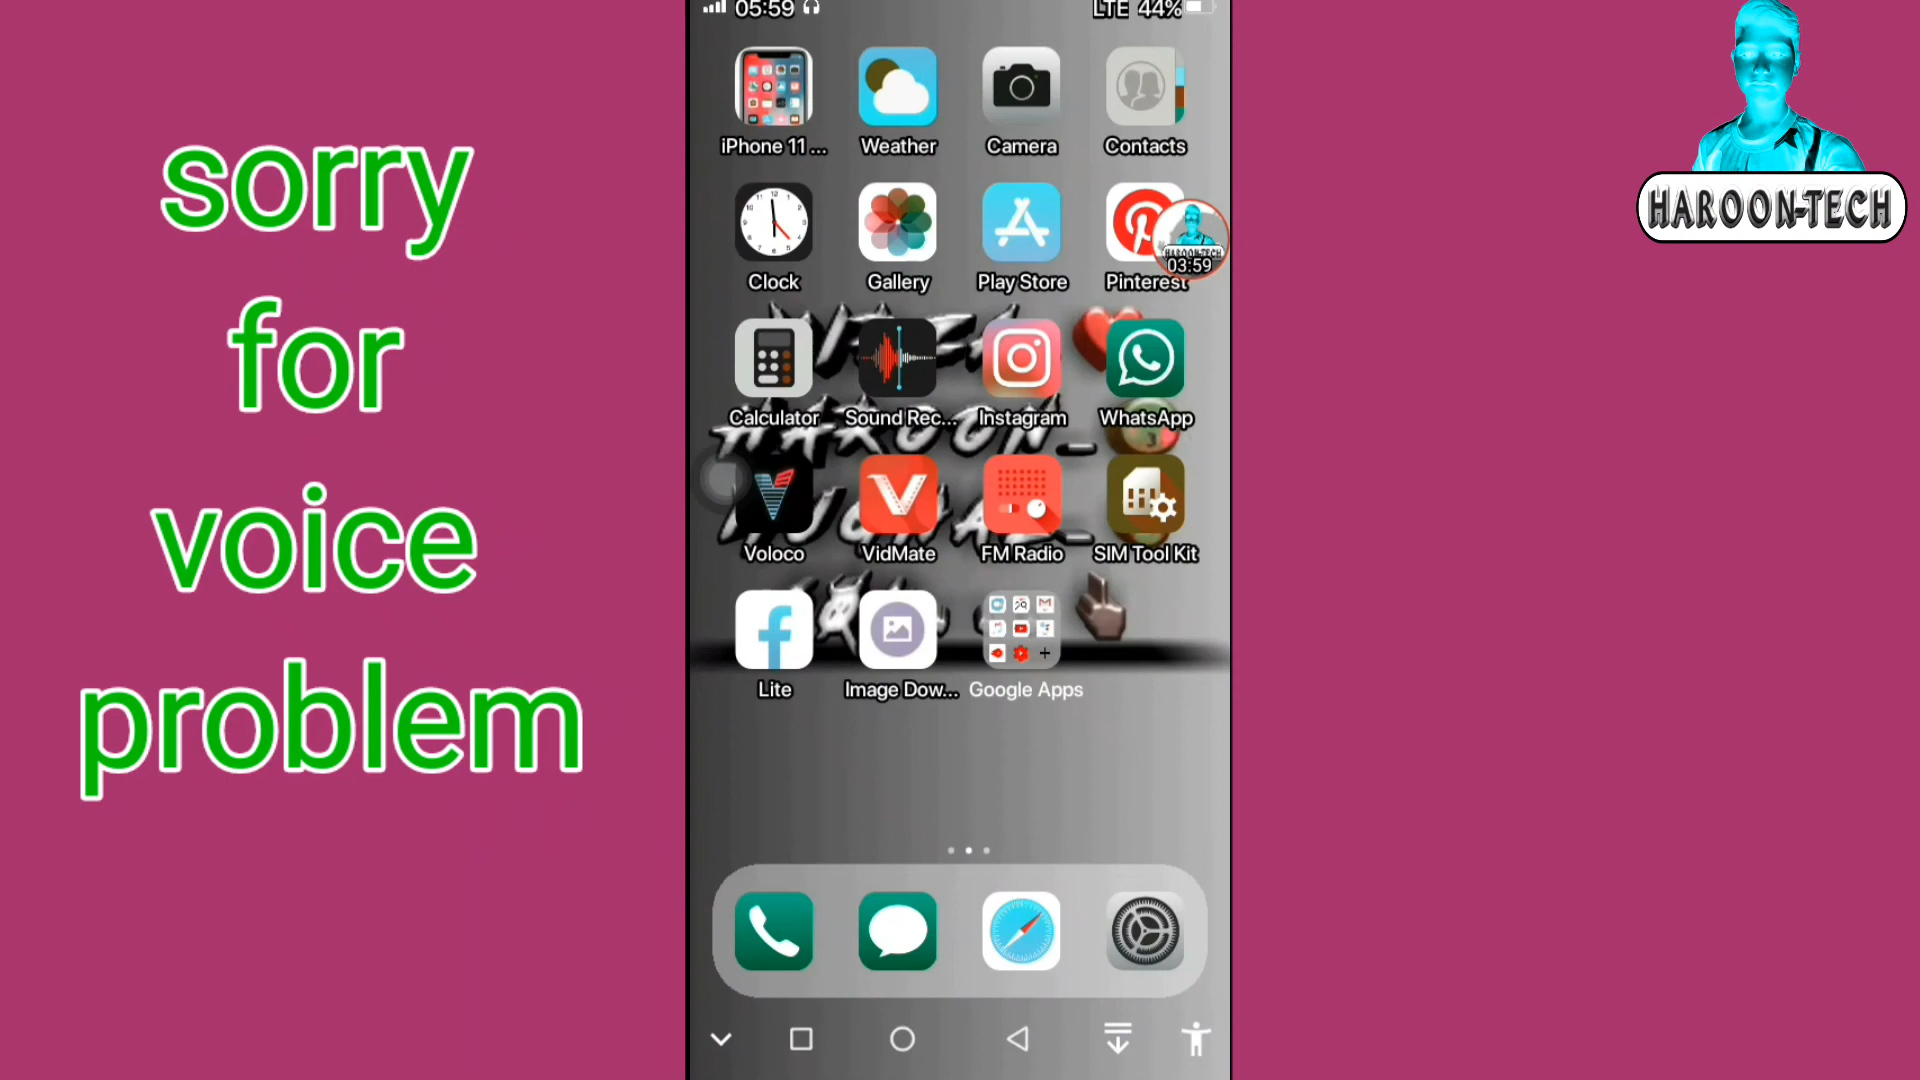 sorry
for
voice
problem
05:59
LTE 44%
iPhone 11 ...
Weather
Camera
Contacts
Clock
Gallery
Play Store
Pinterest
03:59
Calculator
Sound Rec...
Instagram
WhatsApp
HAROON_
Voloco
VidMate
FM Radio
SIM Tool Kit
Lite
Image Dow...
Google Apps
HAROON-TECH